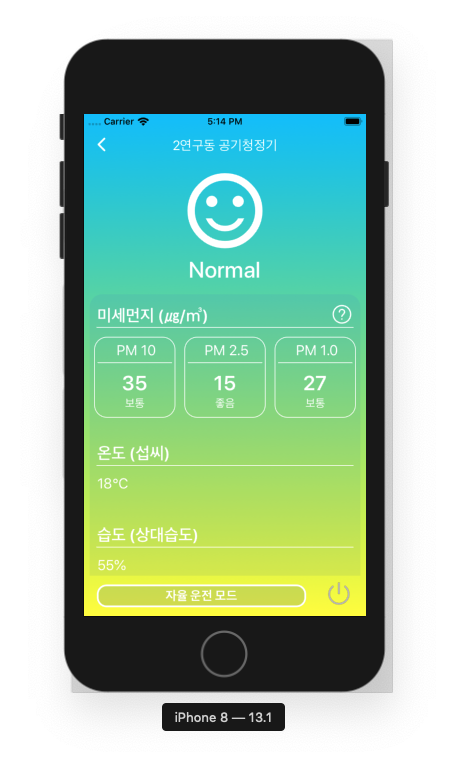 Carrier 5:14 PM
2연구동 공기청정기
Normal
미세먼지 (㎍/㎥) ?
PM 10 PM 2.5 PM 1.0
35 15 27
보통 좋음 보통
온도 (섭씨)
18°C
습도 (상대습도)
55%
자율 운전 모드
iPhone 8 — 13.1